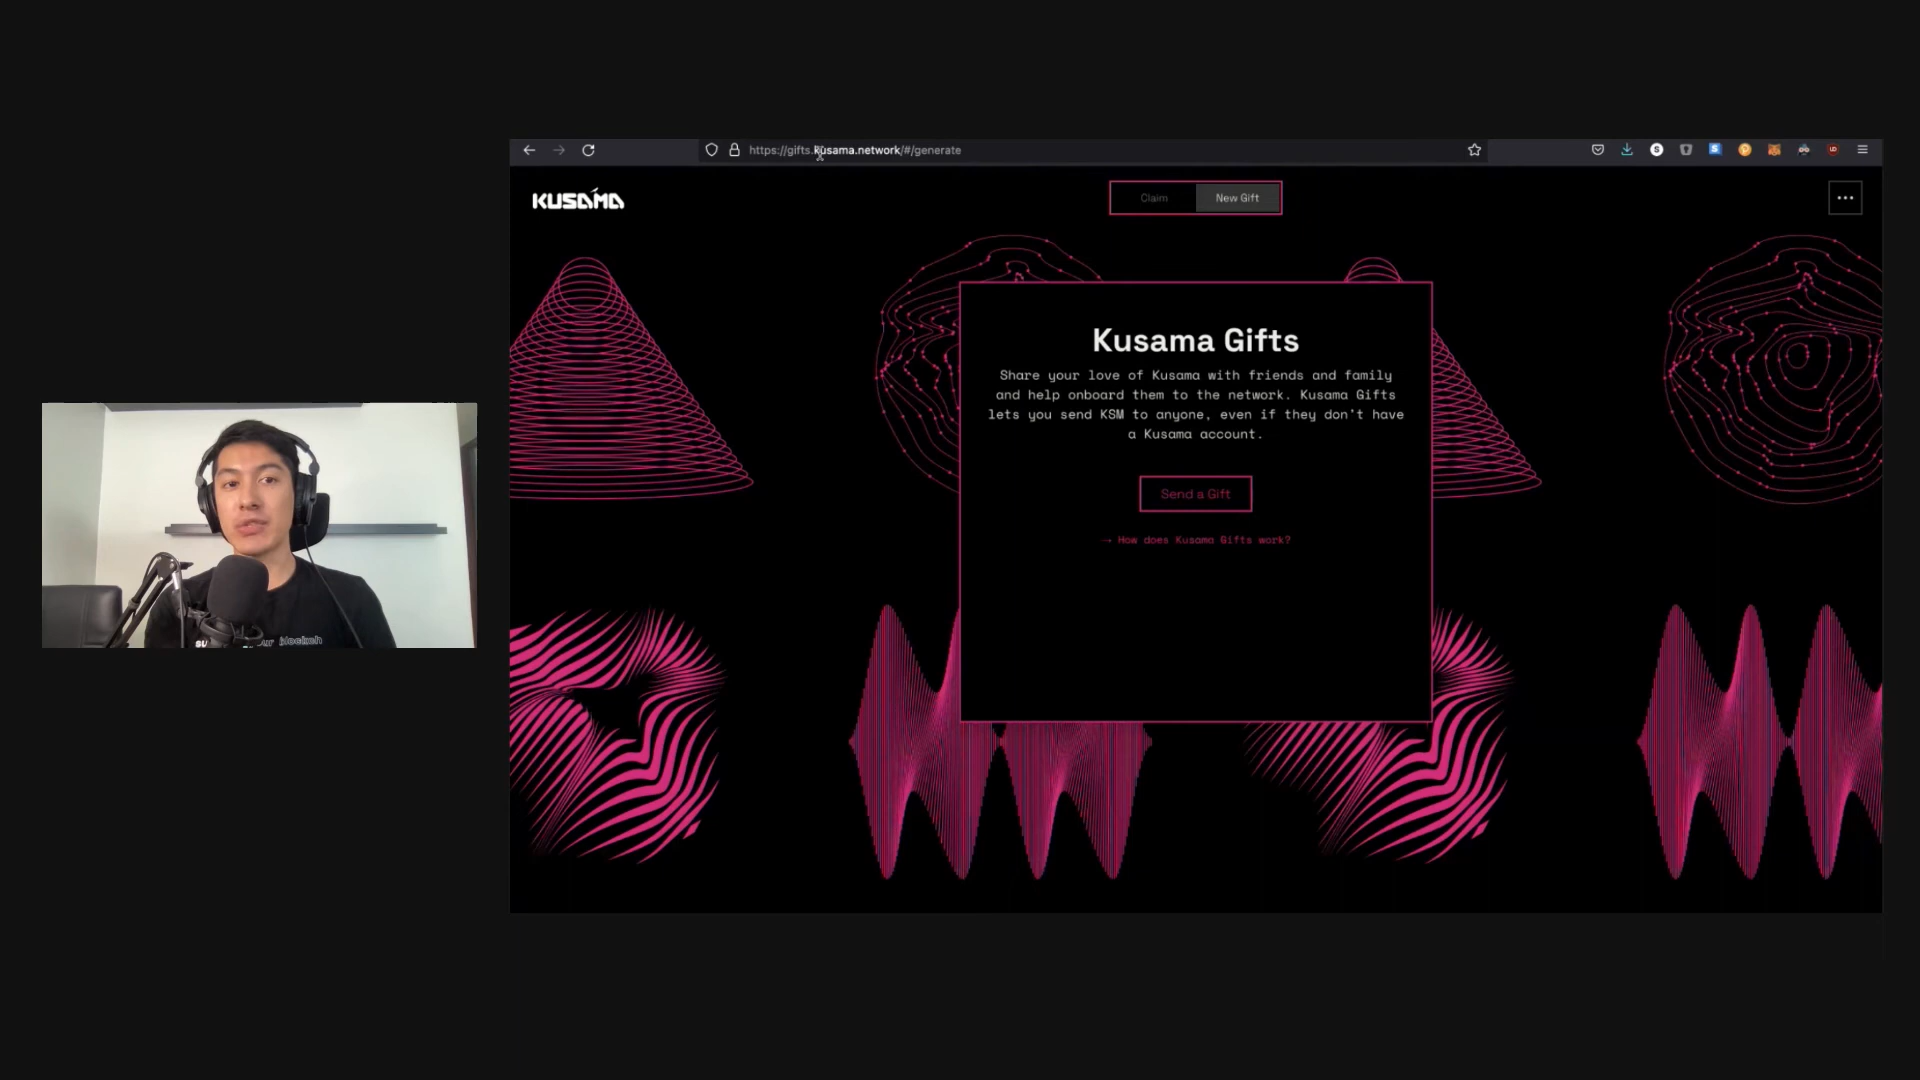 https://gifts.kusama.network/#/generate
KUSAMA
Claim
New Gift
Kusama Gifts
Share your love of Kusama with friends and family
and help onboard them to the network. Kusama Gifts
lets you send KSM to anyone, even if they don't have
a Kusama account.
Send a Gift
→ How does Kusama Gifts work?